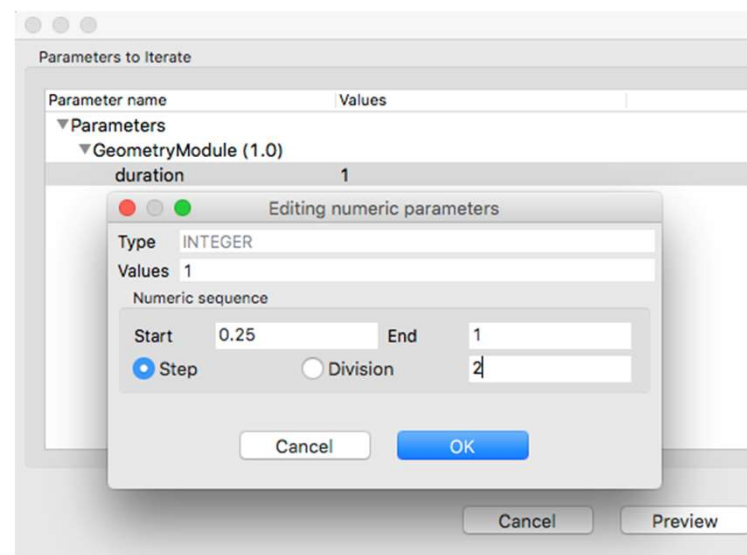 Parameters to Iterate
Parameter name Values
Parameters
GeometryModule (1.0)
duration 1
Editing numeric parameters
Type INTEGER
Values 1
Numeric sequence
Start 0.25 End 1
Step Division 2
Cancel OK
Cancel Preview